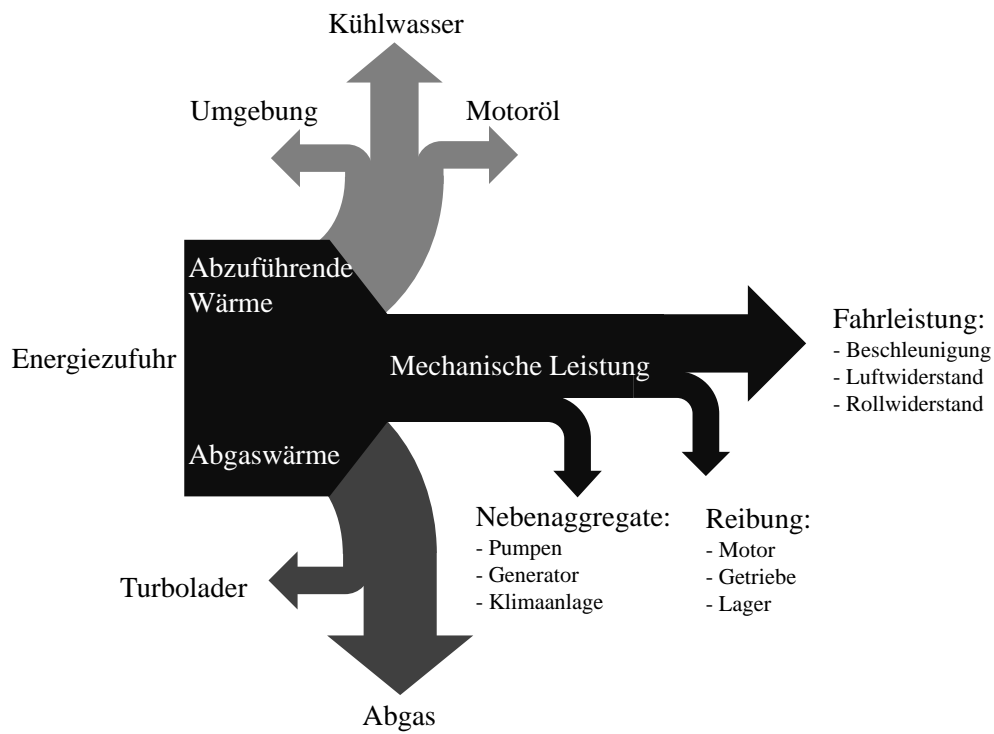 Kühlwasser
Umgebung
Motoröl
Abzuführende
Wärme
Energiezufuhr
Mechanische Leistung
Fahrleistung:
- Beschleunigung
- Luftwiderstand
- Rollwiderstand
Abgaswärme
Nebenaggregate:
- Pumpen
- Generator
- Klimaanlage
Reibung:
- Motor
- Getriebe
- Lager
Turbolader
Abgas